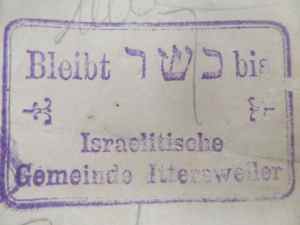 Bleibt כשר bis
Israelitische
Gemeinde Ittersweiler